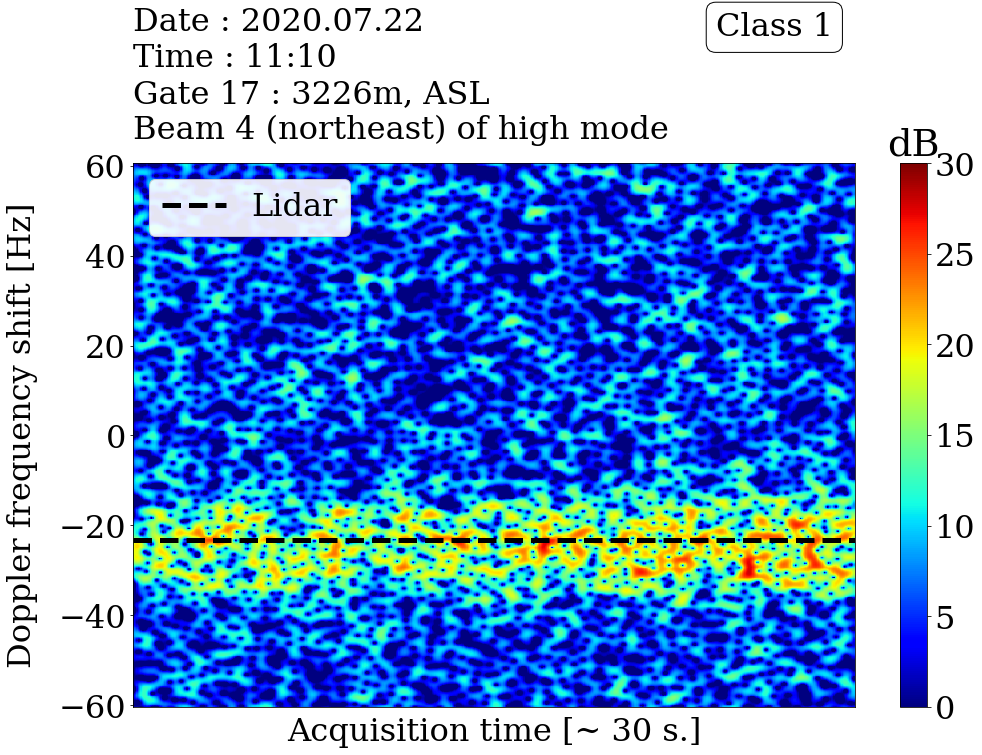 Date : 2020.07.22
Time : 11:10
Gate 17 : 3226m, ASL
Beam 4 (northeast) of high mode
Class 1
dB
Lidar
Doppler frequency shift [Hz]
60
40
20
0
−20
−40
−60
30
25
20
15
10
5
0
Acquisition time [~ 30 s.]